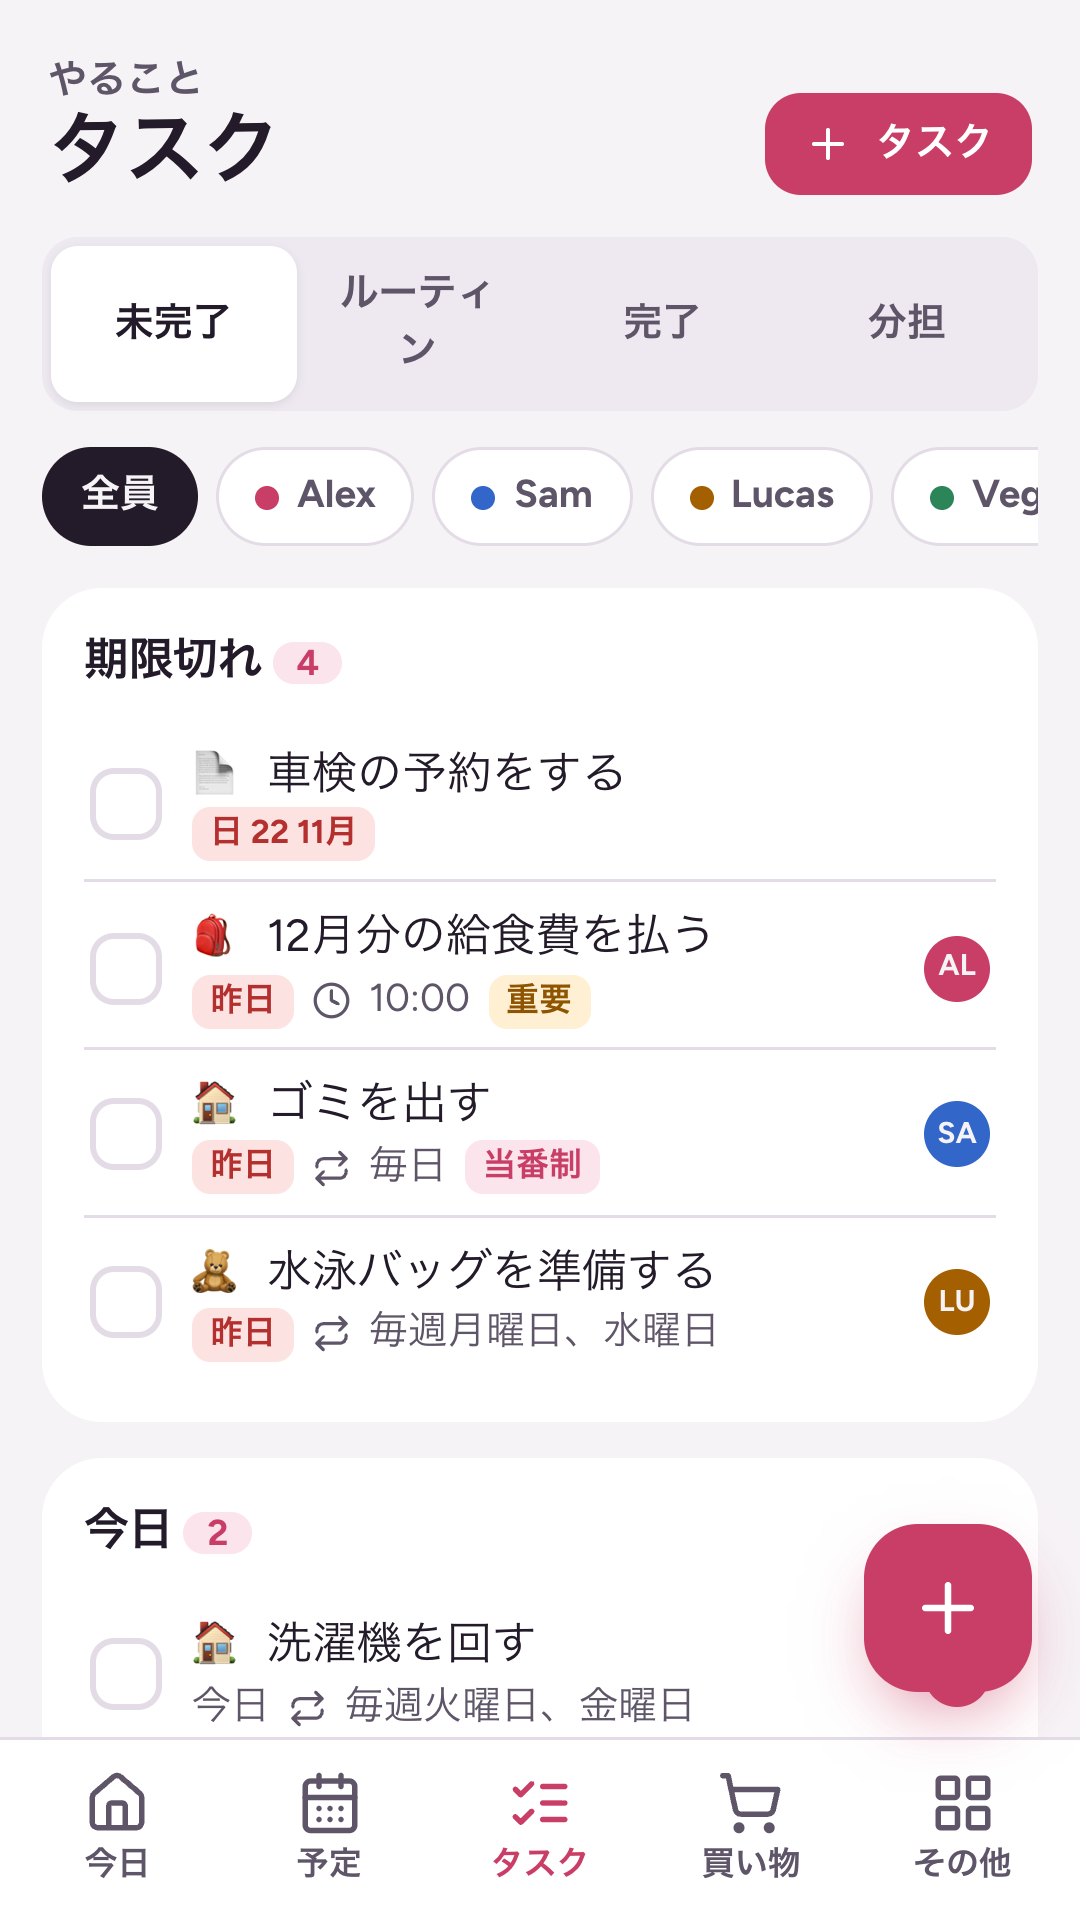 やること
タスク
+ タスク
未完了
ルーティ
ン
完了
分担
全員
Alex
Sam
Lucas
Veg
期限切れ 4
車検の予約をする
日 22 11月
12月分の給食費を払う
昨日 10:00 重要
AL
ゴミを出す
昨日 毎日 当番制
SA
水泳バッグを準備する
昨日 毎週月曜日、水曜日
LU
今日 2
洗濯機を回す
今日 毎週火曜日、金曜日
今日
予定
タスク
買い物
その他